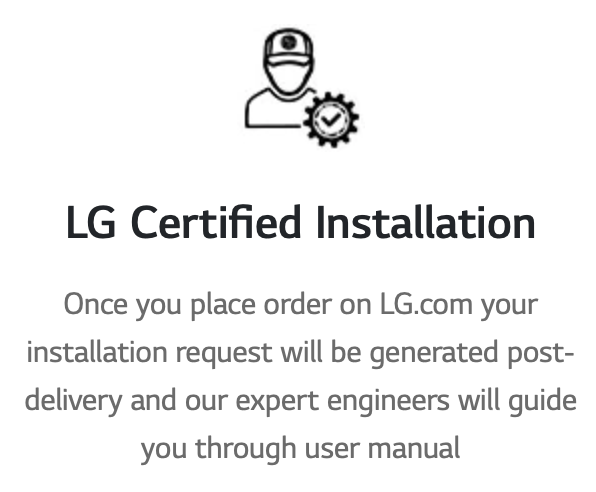 LG Certified Installation
Once you place order on LG.com your
installation request will be generated post-
delivery and our expert engineers will guide
you through user manual